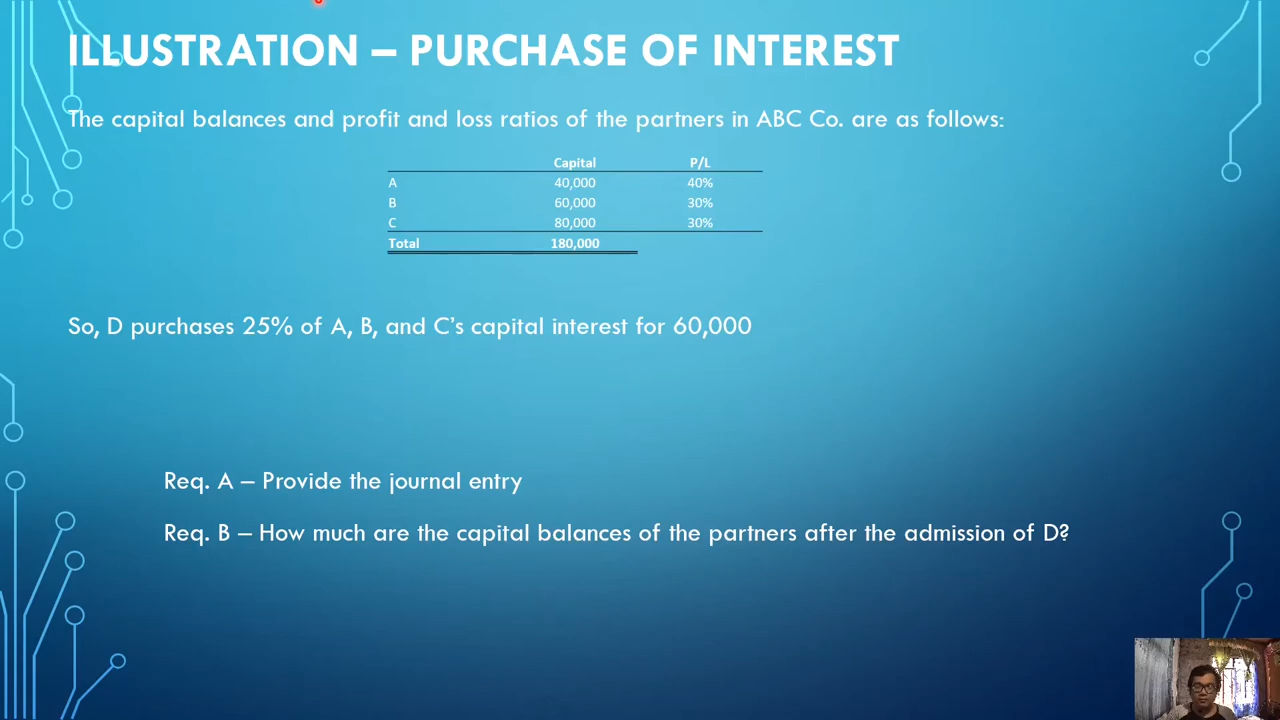 ILLUSTRATION – PURCHASE OF INTEREST
The capital balances and profit and loss ratios of the partners in ABC Co. are as follows:
Capital P/L
A 40,000 40%
B 60,000 30%
C 80,000 30%
Total 180,000
So, D purchases 25% of A, B, and C's capital interest for 60,000
Req. A – Provide the journal entry
Req. B – How much are the capital balances of the partners after the admission of D?